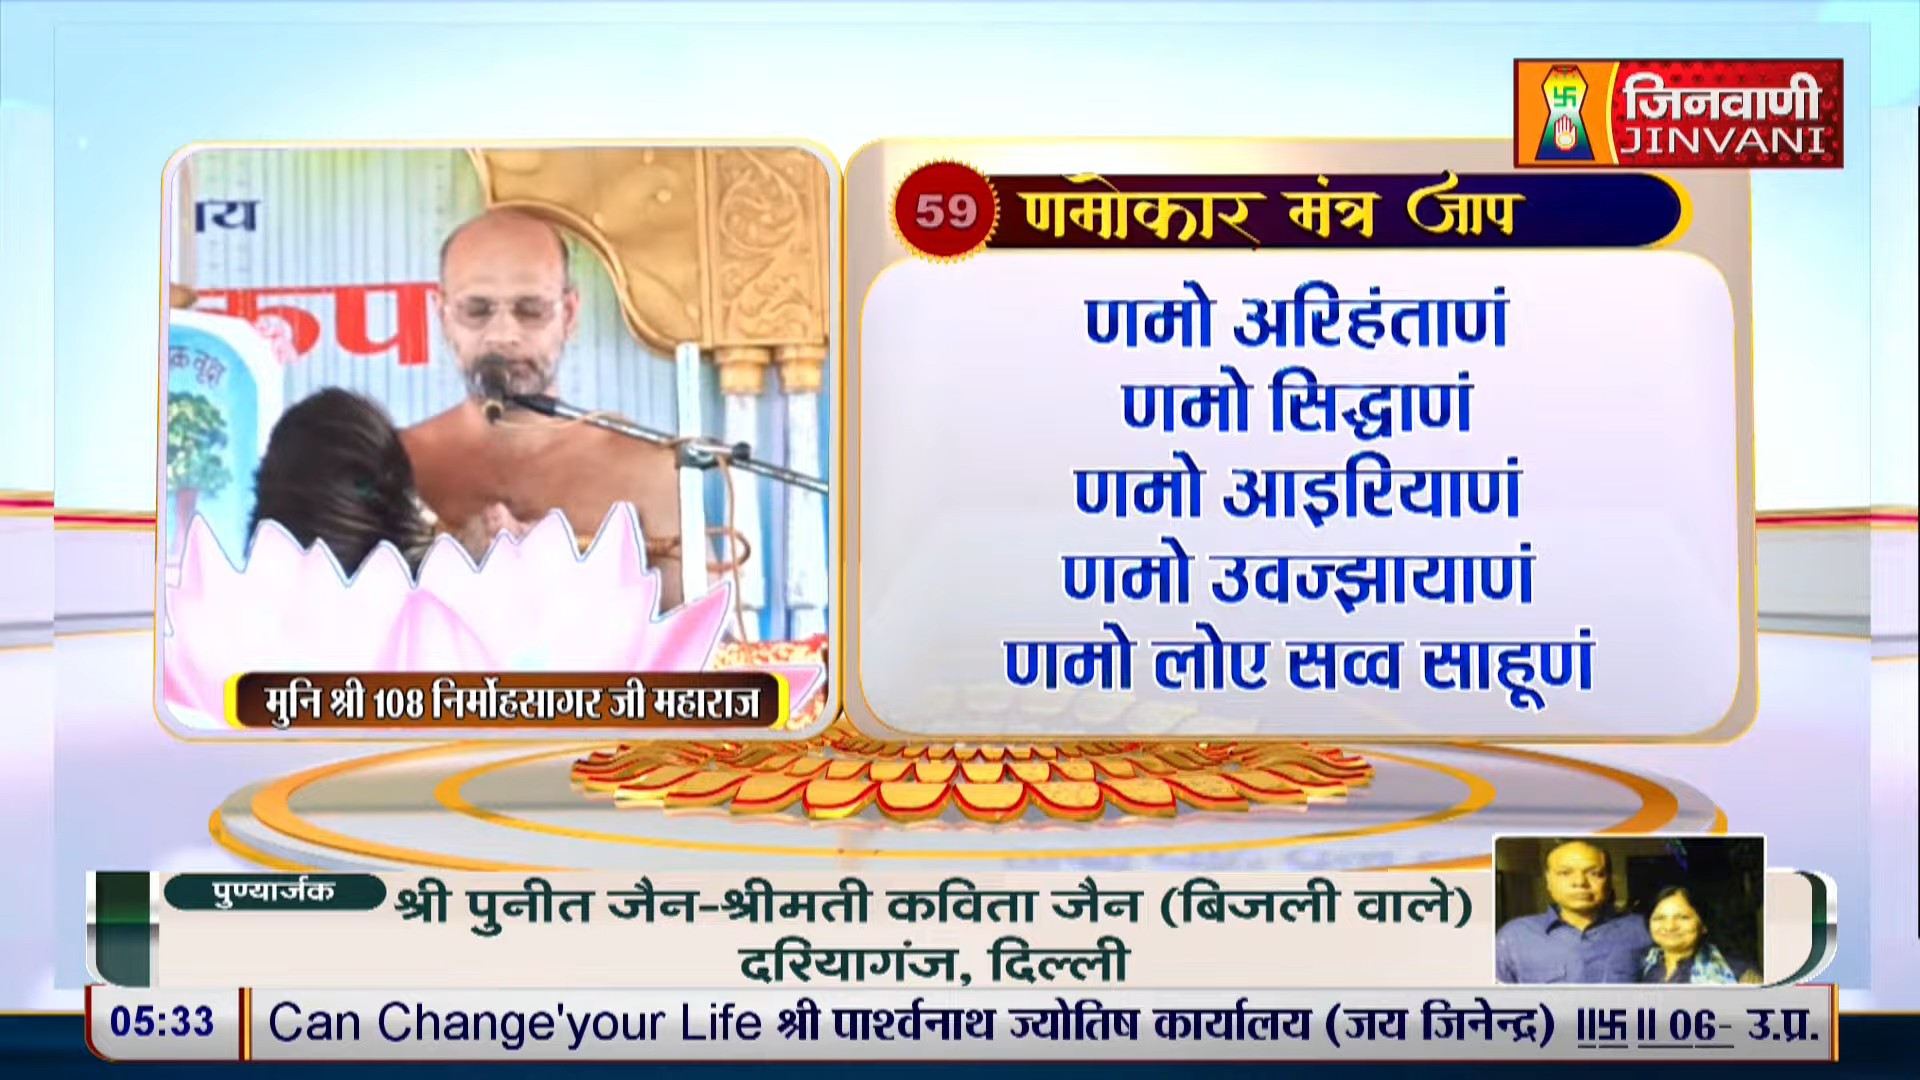 जिनवाणी
JINVANI
59 णमोकार मंत्र जाप
णमो अरिहंताणं
णमो सिद्धाणं
णमो आइरियाणं
णमो उवज्झायाणं
णमो लोए सव्व साहूणं
वृक्ष
मुनि श्री 108 निर्मोहसागर जी महाराज
पुण्यार्जक
श्री पुनीत जैन-श्रीमती कविता जैन (बिजली वाले)
दरियागंज, दिल्ली
05:33 Can Change'your Life श्री पार्श्वनाथ ज्योतिष कार्यालय (जय जिनेन्द्र) ॥卐॥ 06- उ.प्र.